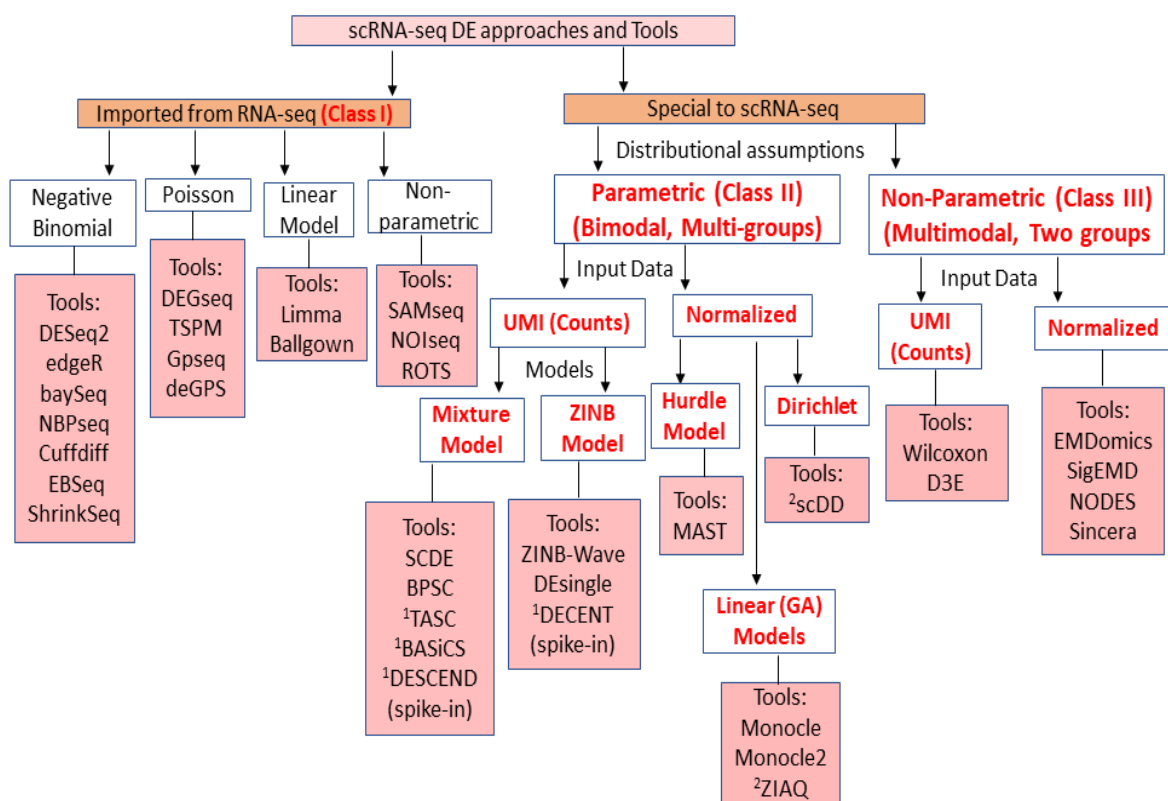 scRNA-seq DE approaches and Tools
Imported from RNA-seq (Class I)
Special to scRNA-seq
Distributional assumptions
Negative
Binomial
Poisson
Linear
Model
Non-
parametric
Parametric (Class II)
(Bimodal, Multi-groups)
Non-Parametric (Class III)
(Multimodal, Two groups
Tools:
DESeq2
edgeR
baySeq
NBPseq
Cuffdiff
EBSeq
ShrinkSeq
Tools:
DEGseq
TSPM
Gpseq
deGPS
Tools:
Limma
Ballgown
Tools:
SAMseq
NOIseq
ROTS
Input Data
UMI (Counts)
Normalized
Models
Mixture
Model
ZINB
Model
Hurdle
Model
Dirichlet
Tools:
SCDE
BPSC
¹TASC
¹BASiCS
¹DESCEND
(spike-in)
Tools:
ZINB-Wave
DEsingle
¹DECENT
(spike-in)
Tools:
MAST
Tools:
²scDD
Linear (GA)
Models
Tools:
Monocle
Monocle2
²ZIAQ
Input Data
UMI
(Counts)
Normalized
Tools:
Wilcoxon
D3E
Tools:
EMDomics
SigEMD
NODES
Sincera